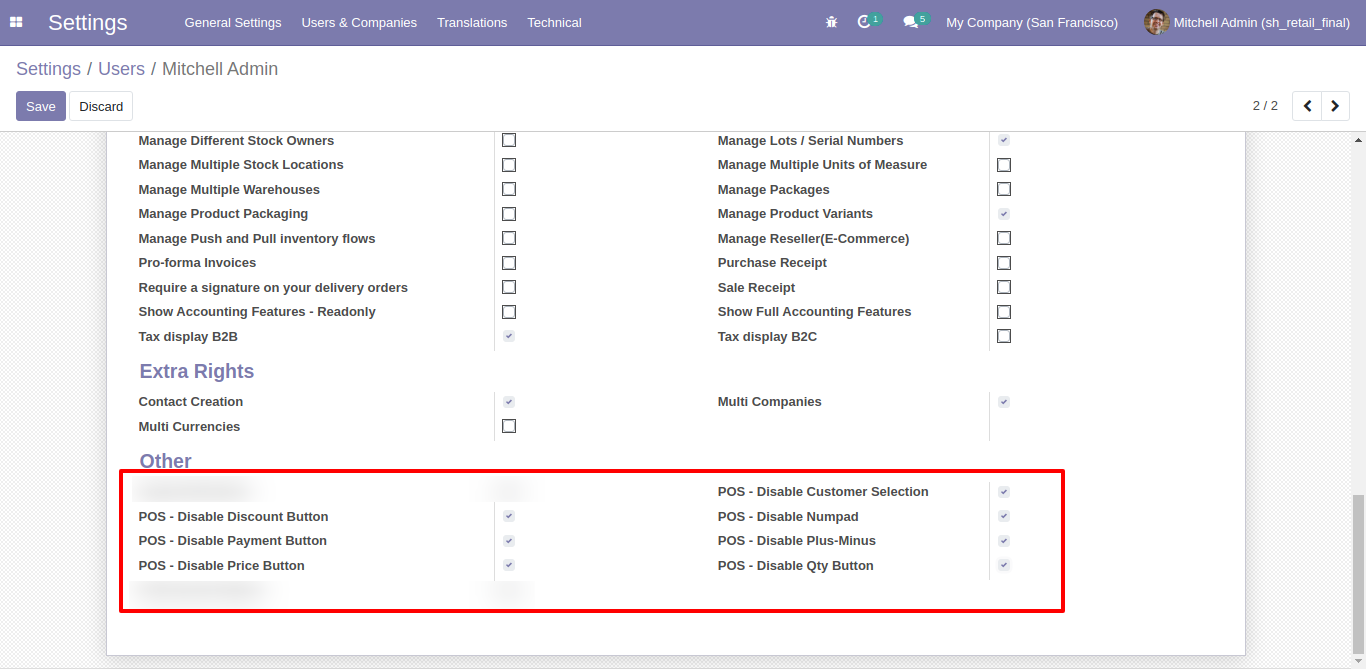 Settings General Settings Users & Companies Translations Technical 1 5 My Company (San Francisco) Mitchell Admin (sh_retail_final)
Settings / Users / Mitchell Admin
Save Discard 2 / 2
Manage Different Stock Owners Manage Lots / Serial Numbers
Manage Multiple Stock Locations Manage Multiple Units of Measure
Manage Multiple Warehouses Manage Packages
Manage Product Packaging Manage Product Variants
Manage Push and Pull inventory flows Manage Reseller(E-Commerce)
Pro-forma Invoices Purchase Receipt
Require a signature on your delivery orders Sale Receipt
Show Accounting Features - Readonly Show Full Accounting Features
Tax display B2B Tax display B2C
Extra Rights
Contact Creation Multi Companies
Multi Currencies
Other
POS - Disable Customer Selection
POS - Disable Discount Button POS - Disable Numpad
POS - Disable Payment Button POS - Disable Plus-Minus
POS - Disable Price Button POS - Disable Qty Button